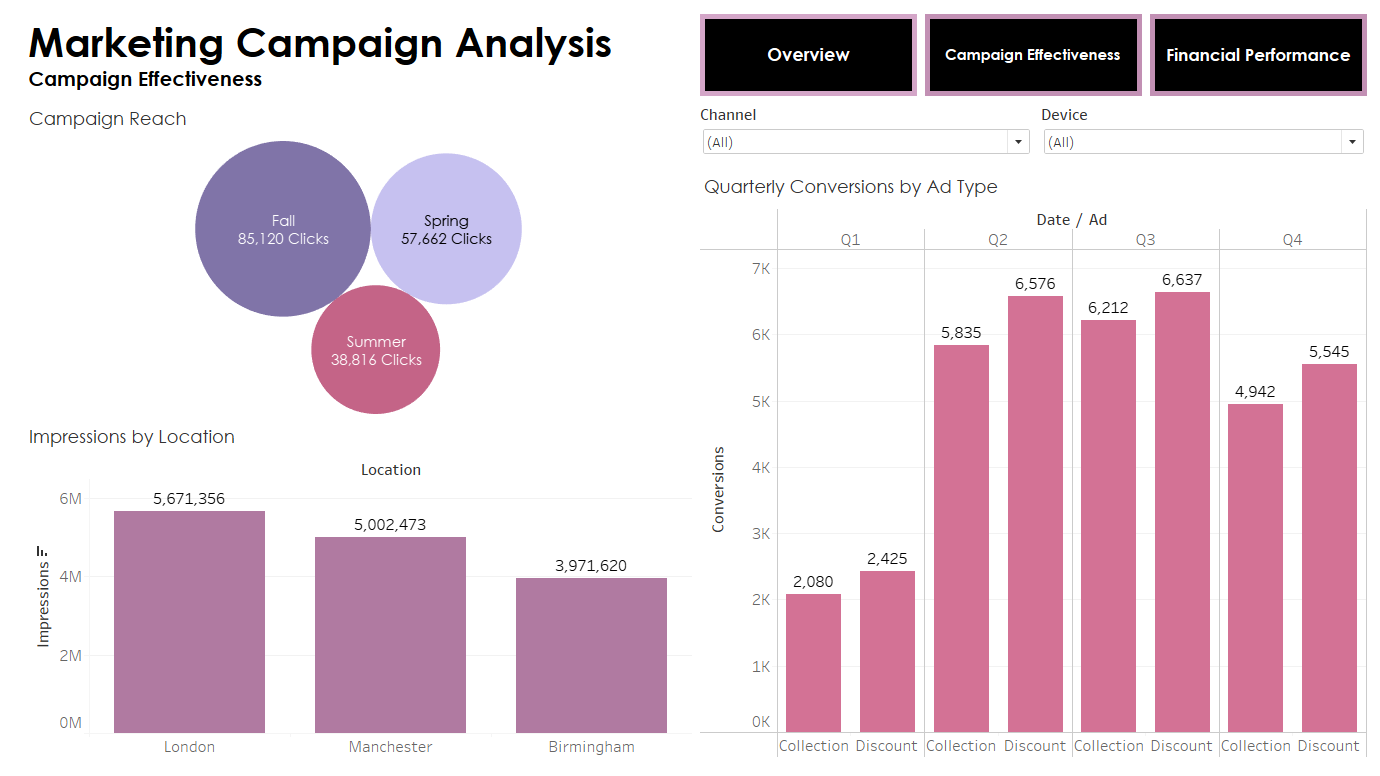 Marketing Campaign Analysis
Campaign Effectiveness
Overview
Campaign Effectiveness
Financial Performance
Channel
(All)
Device
(All)
Campaign Reach
Fall
85,120 Clicks
Spring
57,662 Clicks
Summer
38,816 Clicks
Impressions by Location
Location
Impressions
6M
4M
2M
0M
5,671,356
5,002,473
3,971,620
London
Manchester
Birmingham
Quarterly Conversions by Ad Type
Date / Ad
Q1
Q2
Q3
Q4
Conversions
7K
6K
5K
4K
3K
2K
1K
0K
2,080
2,425
5,835
6,576
6,212
6,637
4,942
5,545
Collection
Discount
Collection
Discount
Collection
Discount
Collection
Discount